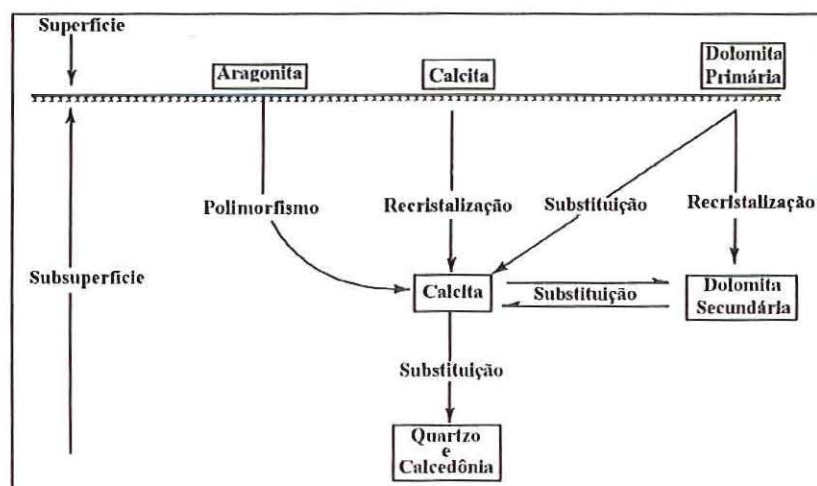 Superfície
Aragonita
Calcita
Dolomita
Primária
Polimorfismo
Recristalização
Substituição
Recristalização
Subsuperfície
Calcita
Substituição
Dolomita
Secundária
Substituição
Quartzo
e
Calcedônia